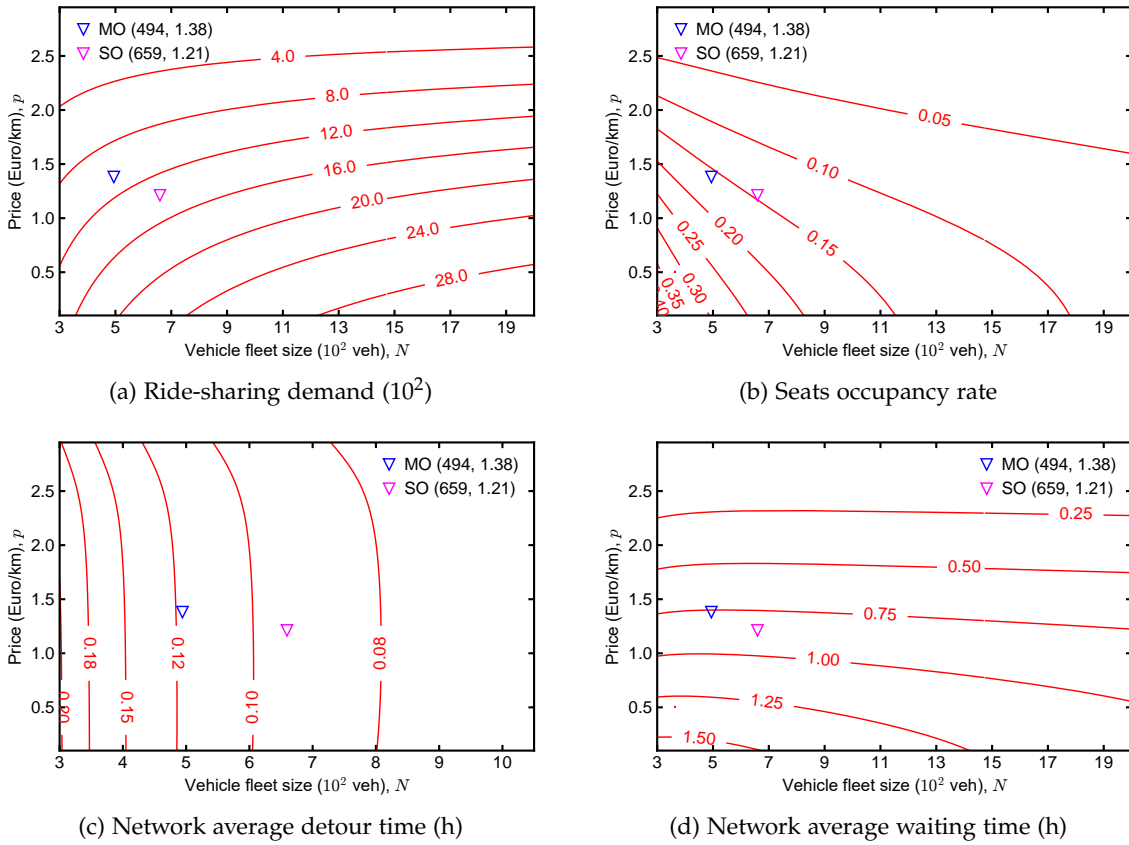 MO (494, 1.38)
SO (659, 1.21)
4.0
8.0
12.0
16.0
20.0
24.0
28.0
2.5
2.0
1.5
1.0
0.5
Price (Euro/km), p
3 5 7 9 11 13 15 17 19
Vehicle fleet size (10² veh), N
(a) Ride-sharing demand (10²)
MO (494, 1.38)
SO (659, 1.21)
0.05
0.10
0.15
0.20
0.25
0.30
0.35
0.40
2.5
2.0
1.5
1.0
0.5
Price (Euro/km), p
3 5 7 9 11 13 15 17 19
Vehicle fleet size (10² veh), N
(b) Seats occupancy rate
MO (494, 1.38)
SO (659, 1.21)
0.20
0.18
0.15
0.12
0.10
0.08
2.5
2.0
1.5
1.0
0.5
Price (Euro/km), p
3 4 5 6 7 8 9 10
Vehicle fleet size (10² veh), N
(c) Network average detour time (h)
MO (494, 1.38)
SO (659, 1.21)
0.25
0.50
0.75
1.00
1.25
1.50
2.5
2.0
1.5
1.0
0.5
Price (Euro/km), p
3 5 7 9 11 13 15 17 19
Vehicle fleet size (10² veh), N
(d) Network average waiting time (h)